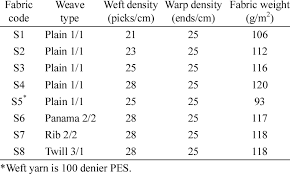 Fabric code Weave type Weft density (picks/cm) Warp density (ends/cm) Fabric weight (g/m²)
S1 Plain 1/1 21 25 106
S2 Plain 1/1 23 25 112
S3 Plain 1/1 25 25 116
S4 Plain 1/1 28 25 120
S5* Plain 1/1 25 25 93
S6 Panama 2/2 28 25 117
S7 Rib 2/2 28 25 118
S8 Twill 3/1 28 25 118
*Weft yarn is 100 denier PES.